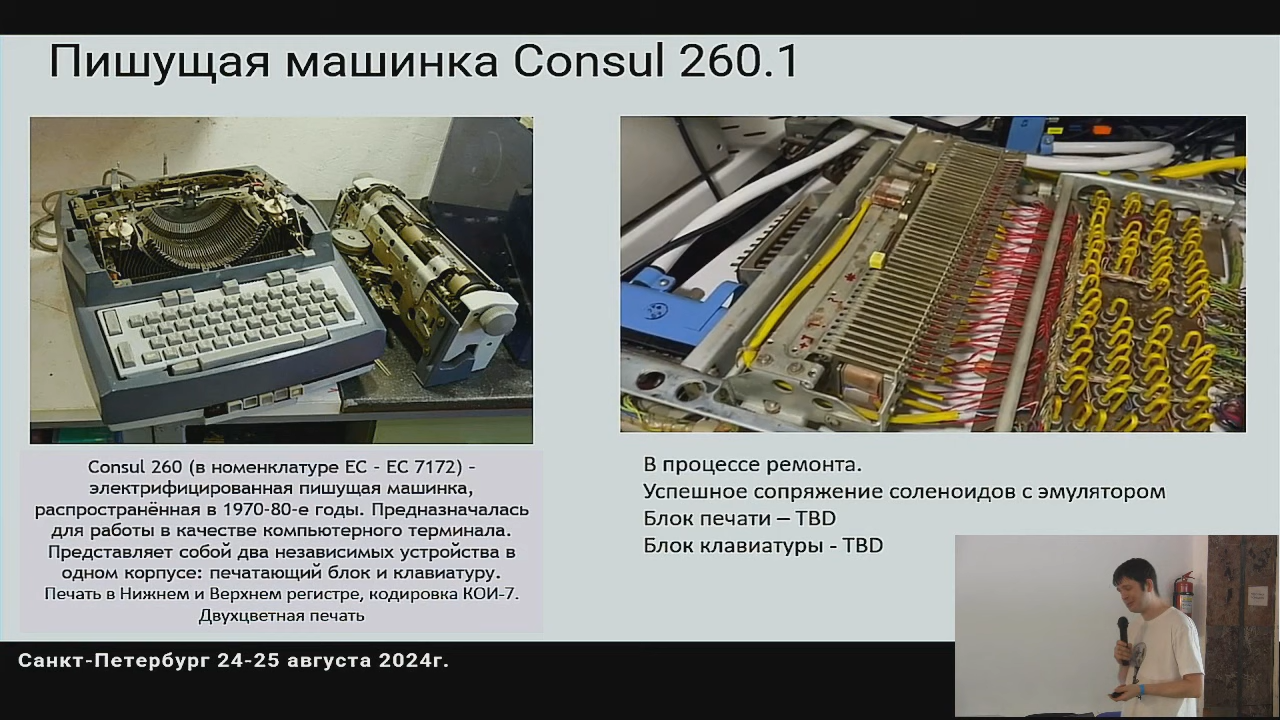 Пишущая машинка Consul 260.1
Consul 260 (в номенклатуре ЕС - ЕС 7172) -
электрифицированная пишущая машинка,
распространённая в 1970-80-е годы. Предназначалась
для работы в качестве компьютерного терминала.
Представляет собой два независимых устройства в
одном корпусе: печатающий блок и клавиатуру.
Печать в Нижнем и Верхнем регистре, кодировка КОИ-7.
Двухцветная печать
В процессе ремонта.
Успешное сопряжение соленоидов с эмулятором
Блок печати – TBD
Блок клавиатуры - TBD
Санкт-Петербург 24-25 августа 2024г.